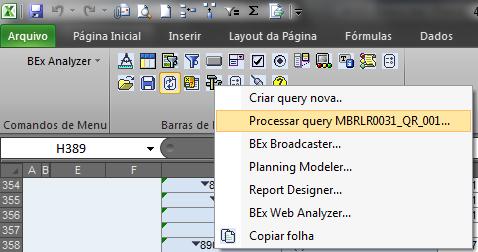 Arquivo Página Inicial Inserir Layout da Página Fórmulas Dados
BEx Analyzer
Comandos de Menu Barras de
Criar query nova..
Processar query MBRLR0031_QR_001...
BEx Broadcaster...
Planning Modeler...
Report Designer...
BEx Web Analyzer...
Copiar folha
H389
A B E F
354
355
356
357
358